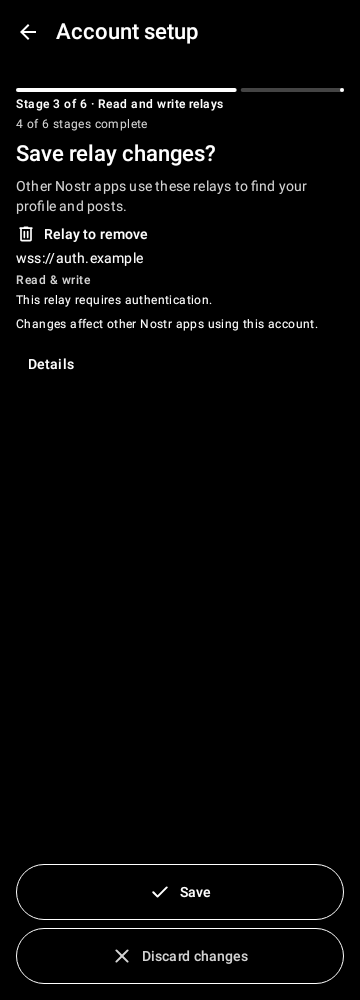 Account setup
Stage 3 of 6 · Read and write relays
4 of 6 stages complete
Save relay changes?
Other Nostr apps use these relays to find your
profile and posts.
Relay to remove
wss://auth.example
Read & write
This relay requires authentication.
Changes affect other Nostr apps using this account.
Details
Save
Discard changes